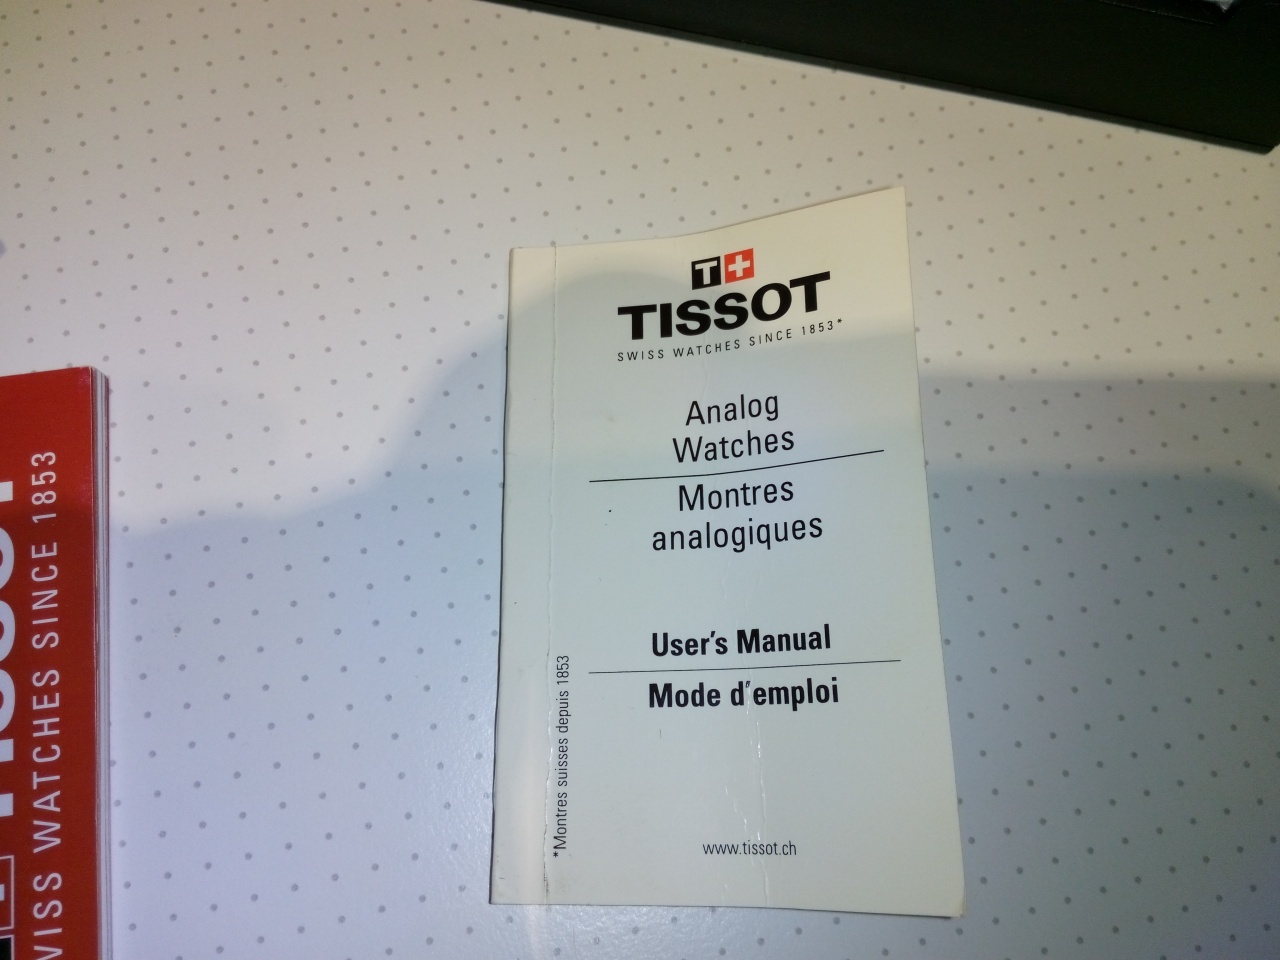 T+
TISSOT
SWISS WATCHES SINCE 1853*
Analog
Watches
Montres
analogiques
User's Manual
Mode d'emploi
*Montres suisses depuis 1853
www.tissot.ch
TISSOT
SWISS WATCHES SINCE 1853